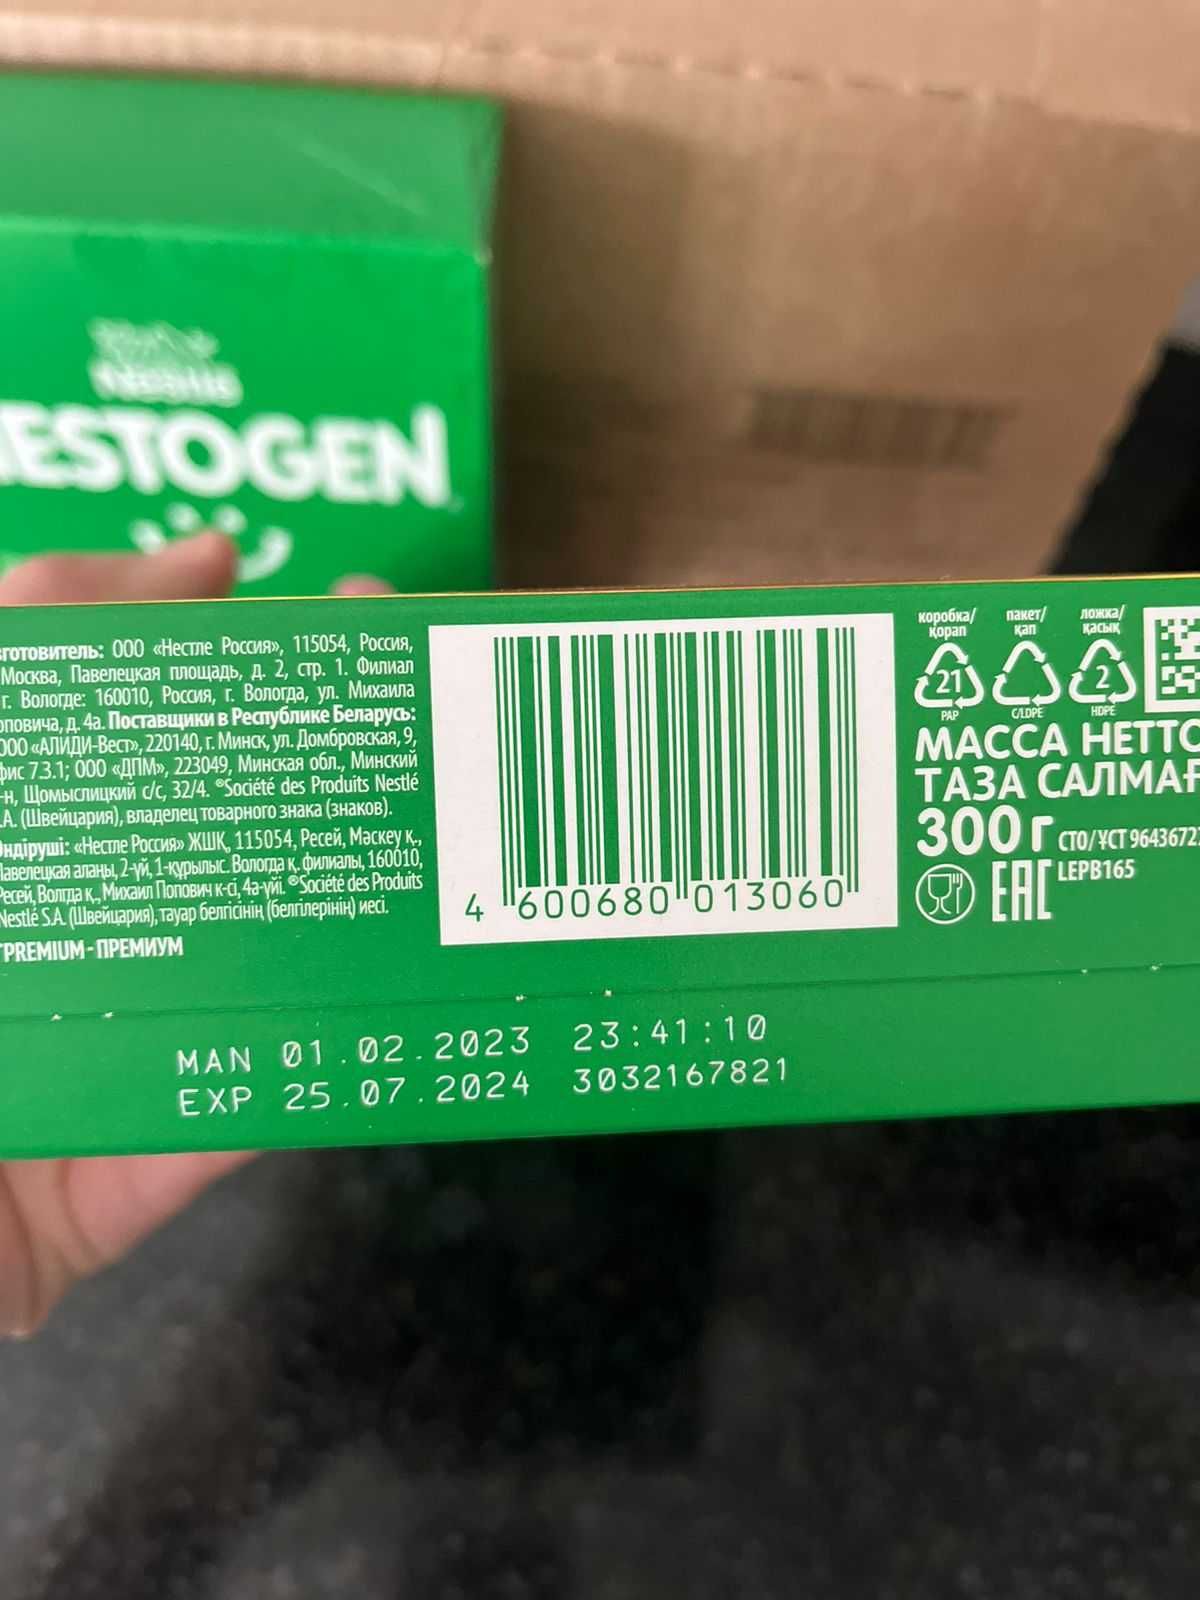 Nestlé
ESTOGEN
зготовитель: ООО «Нестле Россия», 115054, Россия,
Москва, Павелецкая площадь, д. 2, стр. 1. Филиал
г. Вологде: 160010, Россия, г. Вологда, ул. Михаила
оповича, д. 4а. Поставщики в Республике Беларусь:
ООО «АЛИДИ-Вест», 220140, г. Минск, ул. Домбровская, 9,
фис 7.3.1; ООО «ДПМ», 223049, Минская обл., Минский
-н, Щомыслицкий с/с, 32/4. ®Société des Produits Nestlé
.A. (Швейцария), владелец товарного знака (знаков).
Өндіруші: «Нестле Россия» ЖШҚ, 115054, Ресей, Мәскеу қ.,
Павелецкая алаңы, 2-үй, 1-құрылыс. Вологда қ. филиалы, 160010,
Ресей, Волгда қ., Михаил Попович к-сі, 4а-үйі. ®Société des Produits
Nestlé S.A. (Швейцария), тауар белгісінің (белгілерінің) иесі.
PREMIUM - ПРЕМИУМ
4 600680 013060
коробка/ пакет/ ложка/
қорап қап қасық
21 2
PAP C/LDPE HDPE
МАССА НЕТТО
ТАЗА САЛМАҒ
300 г СТО/ҰСТ 9643672
LEPB165
EAC
MAN 01.02.2023 23:41:10
EXP 25.07.2024 3032167821